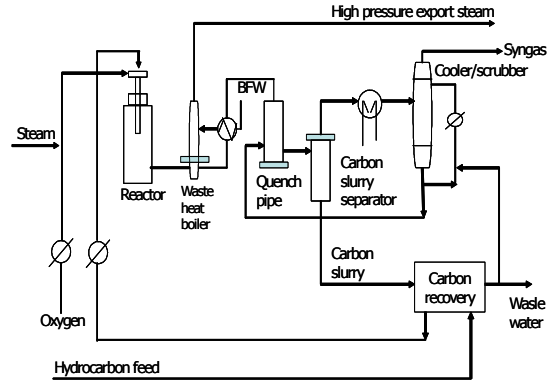 High pressure export steam
Syngas
Cooler/scrubber
BFW
Steam
Reactor
Waste
heat
boiler
Quench
pipe
Carbon
slurry
separator
Carbon
slurry
Carbon
recovery
Waste
water
Oxygen
Hydrocarbon feed